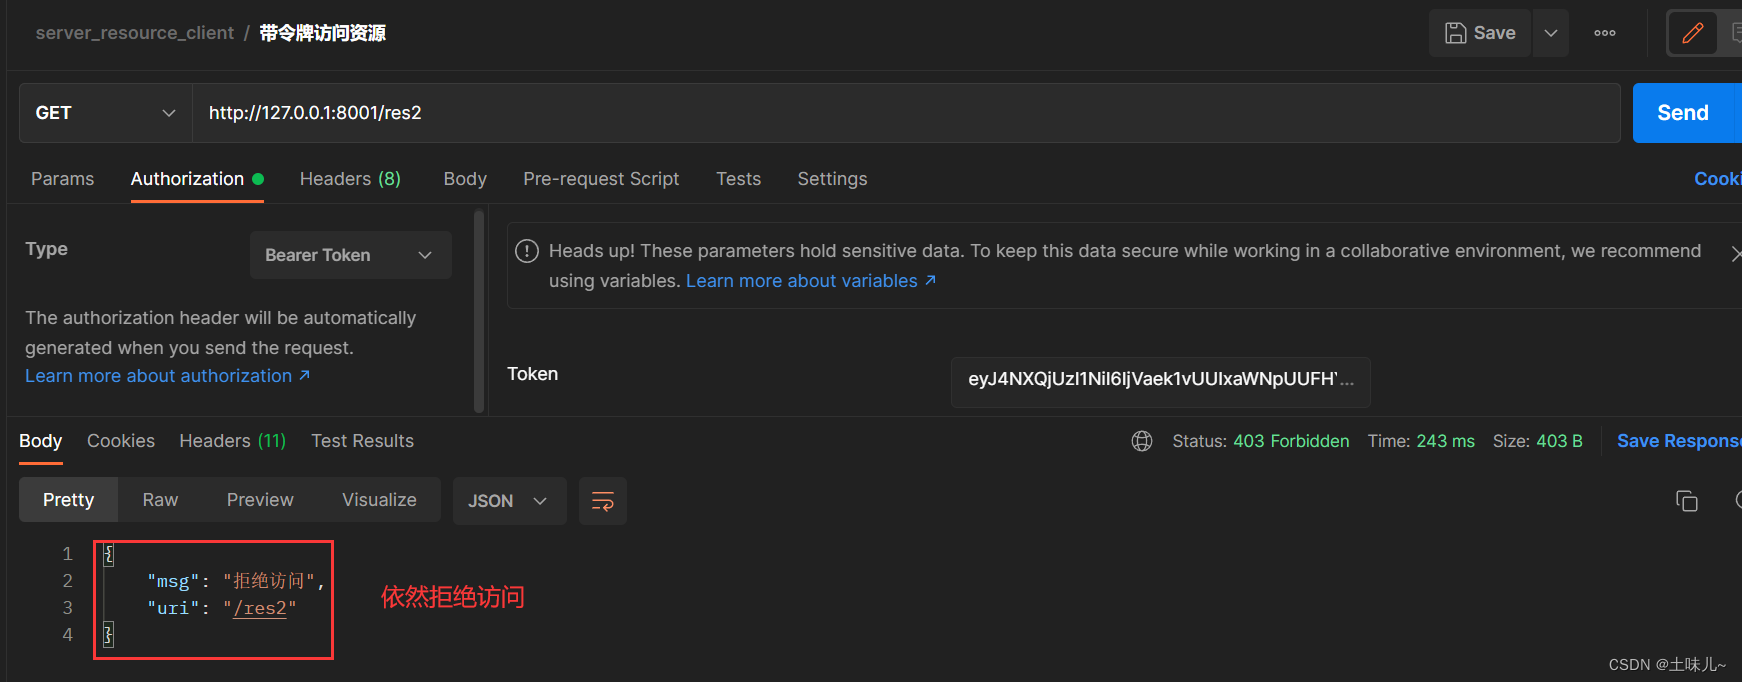 server_resource_client / 带令牌访问资源
Save
GET
http://127.0.0.1:8001/res2
Send
Params Authorization Headers (8) Body Pre-request Script Tests Settings
Type
Bearer Token
The authorization header will be automatically
generated when you send the request.
Learn more about authorization ↗
Heads up! These parameters hold sensitive data. To keep this data secure while working in a collaborative environment, we recommend
using variables. Learn more about variables ↗
Token
Body Cookies Headers (11) Test Results
Status: 403 Forbidden Time: 243 ms Size: 403 B
Pretty Raw Preview Visualize JSON
1 {
2 "msg": "拒绝访问",
3 "uri": "/res2"
4 }
依然拒绝访问
CSDN @土味儿~